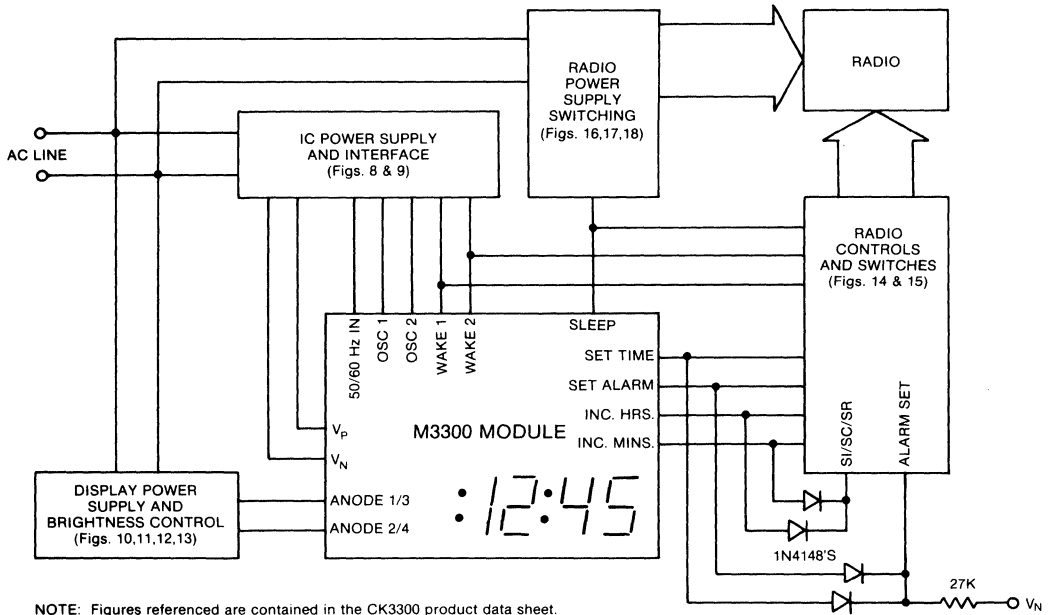 RADIO
POWER
SUPPLY
SWITCHING
(Figs. 16,17,18)
RADIO
AC LINE
IC POWER SUPPLY
AND INTERFACE
(Figs. 8 & 9)
RADIO
CONTROLS
AND SWITCHES
(Figs. 14 & 15)
SI/SC/SR
ALARM SET
50/60 Hz IN
OSC 1
OSC 2
WAKE 1
WAKE 2
SLEEP
SET TIME
SET ALARM
INC. HRS.
INC. MINS.
VP
VN
M3300 MODULE
ANODE 1/3
ANODE 2/4
:12:45
DISPLAY POWER
SUPPLY AND
BRIGHTNESS CONTROL
(Figs. 10,11,12,13)
1N4148'S
27K
VN
NOTE: Figures referenced are contained in the CK3300 product data sheet.